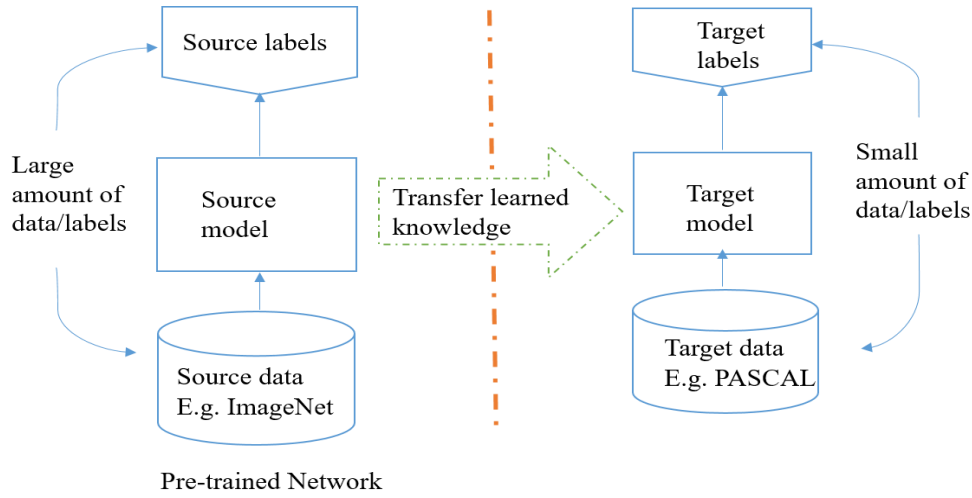 Source labels
Target
labels
Large
amount of
data/labels
Source
model
Transfer learned
knowledge
Target
model
Small
amount of
data/labels
Source data
E.g. ImageNet
Target data
E.g. PASCAL
Pre-trained Network